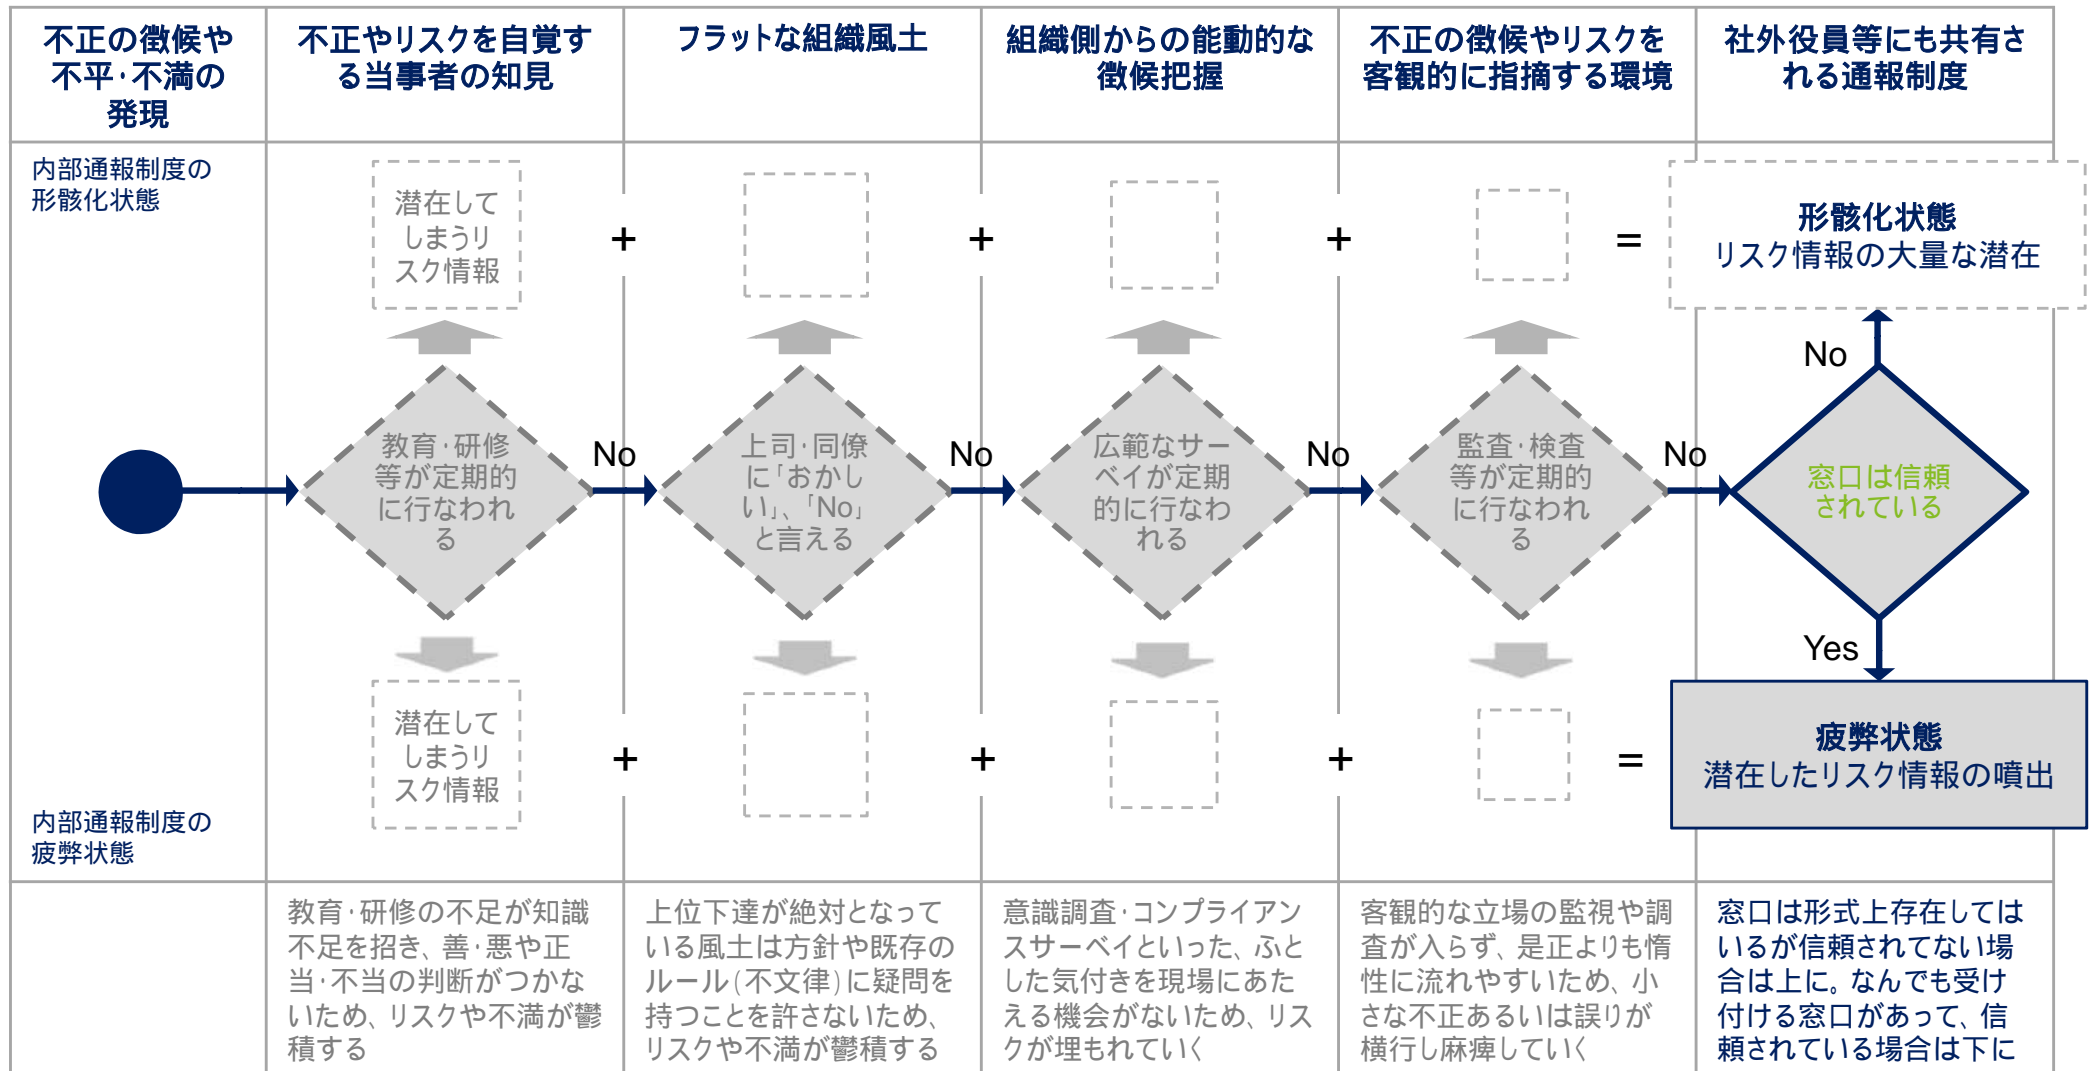 不正の徴候や
不平・不満の
発現
不正やリスクを自覚す
る当事者の知見
フラットな組織風土
組織側からの能動的な
徴候把握
不正の徴候やリスクを
客観的に指摘する環境
社外役員等にも共有さ
れる通報制度
内部通報制度の
形骸化状態
潜在して
しまうリ
スク情報
+
+
+
=
形骸化状態
リスク情報の大量な潜在
No
教育・研修
等が定期的
に行なわれ
る
No
上司・同僚
に「おかし
い」、「No」
と言える
No
広範なサー
ベイが定期
的に行なわ
れる
No
監査・検査
等が定期的
に行なわれ
る
No
窓口は信頼
されている
Yes
内部通報制度の
疲弊状態
潜在して
しまうリ
スク情報
+
+
+
=
疲弊状態
潜在したリスク情報の噴出
教育・研修の不足が知識
不足を招き、善・悪や正
当・不当の判断がつかな
いため、リスクや不満が鬱
積する
上位下達が絶対となって
いる風土は方針や既存の
ルール(不文律)に疑問を
持つことを許さないため、
リスクや不満が鬱積する
意識調査・コンプライアン
スサーベイといった、ふと
した気付きを現場にあた
える機会がないため、リス
クが埋もれていく
客観的な立場の監視や調
査が入らず、是正よりも惰
性に流れやすいため、小
さな不正あるいは誤りが
横行し麻痺していく
窓口は形式上存在しては
いるが信頼されてない場
合は上に。なんでも受け
付ける窓口があって、信
頼されている場合は下に